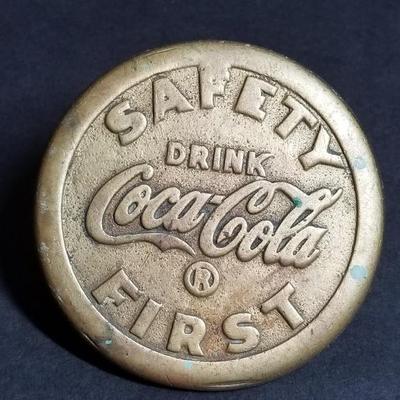 SAFETY
DRINK
Coca-Cola
®
FIRST